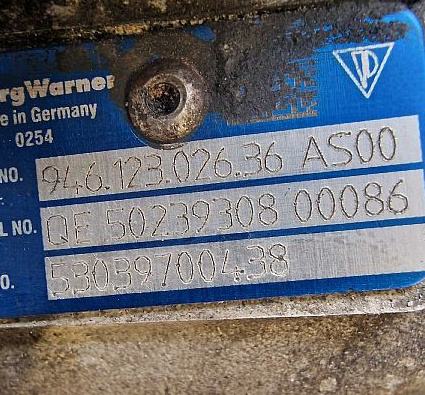 rgWarner
e in Germany
0254
NO. 946.123.026.36 AS00
L NO. QE 50239308 00086
O. 53039700438